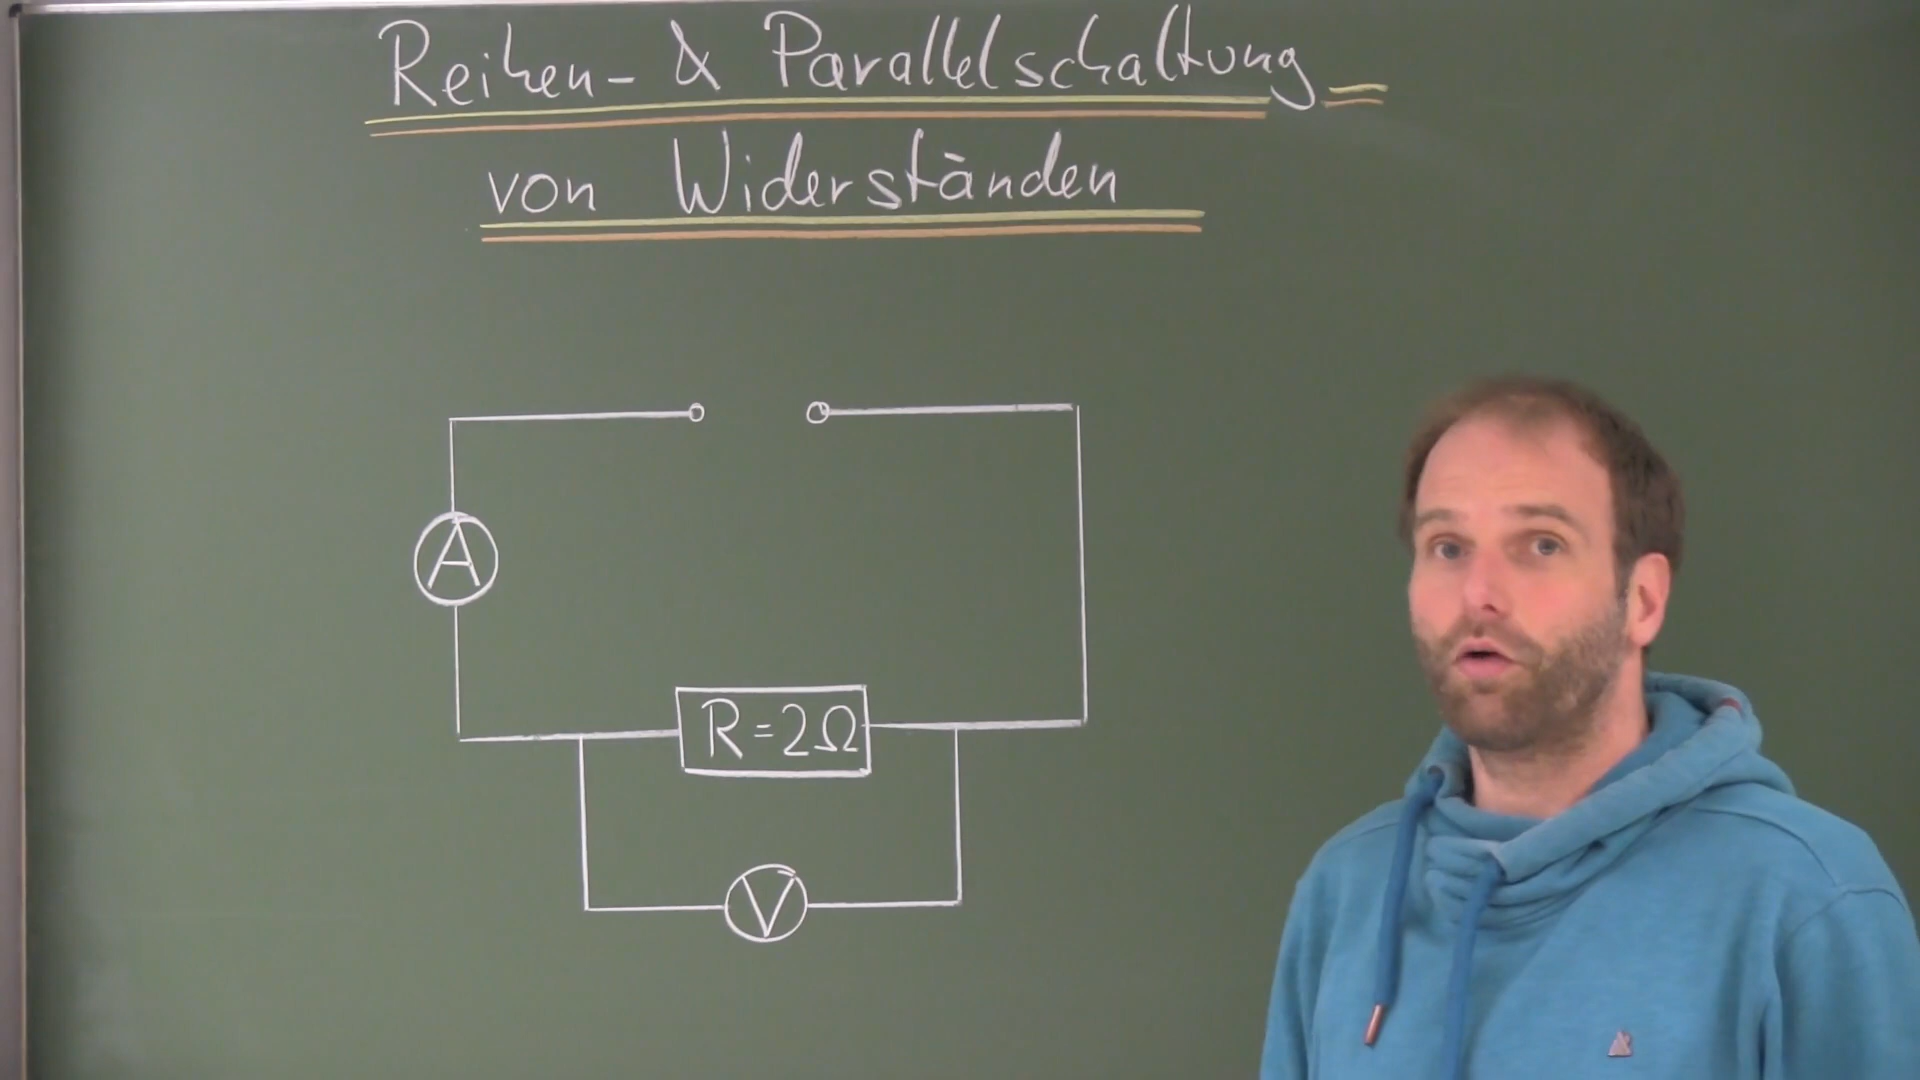 Reihen- & Parallelschaltung
von Widerständen
A
R=2Ω
V